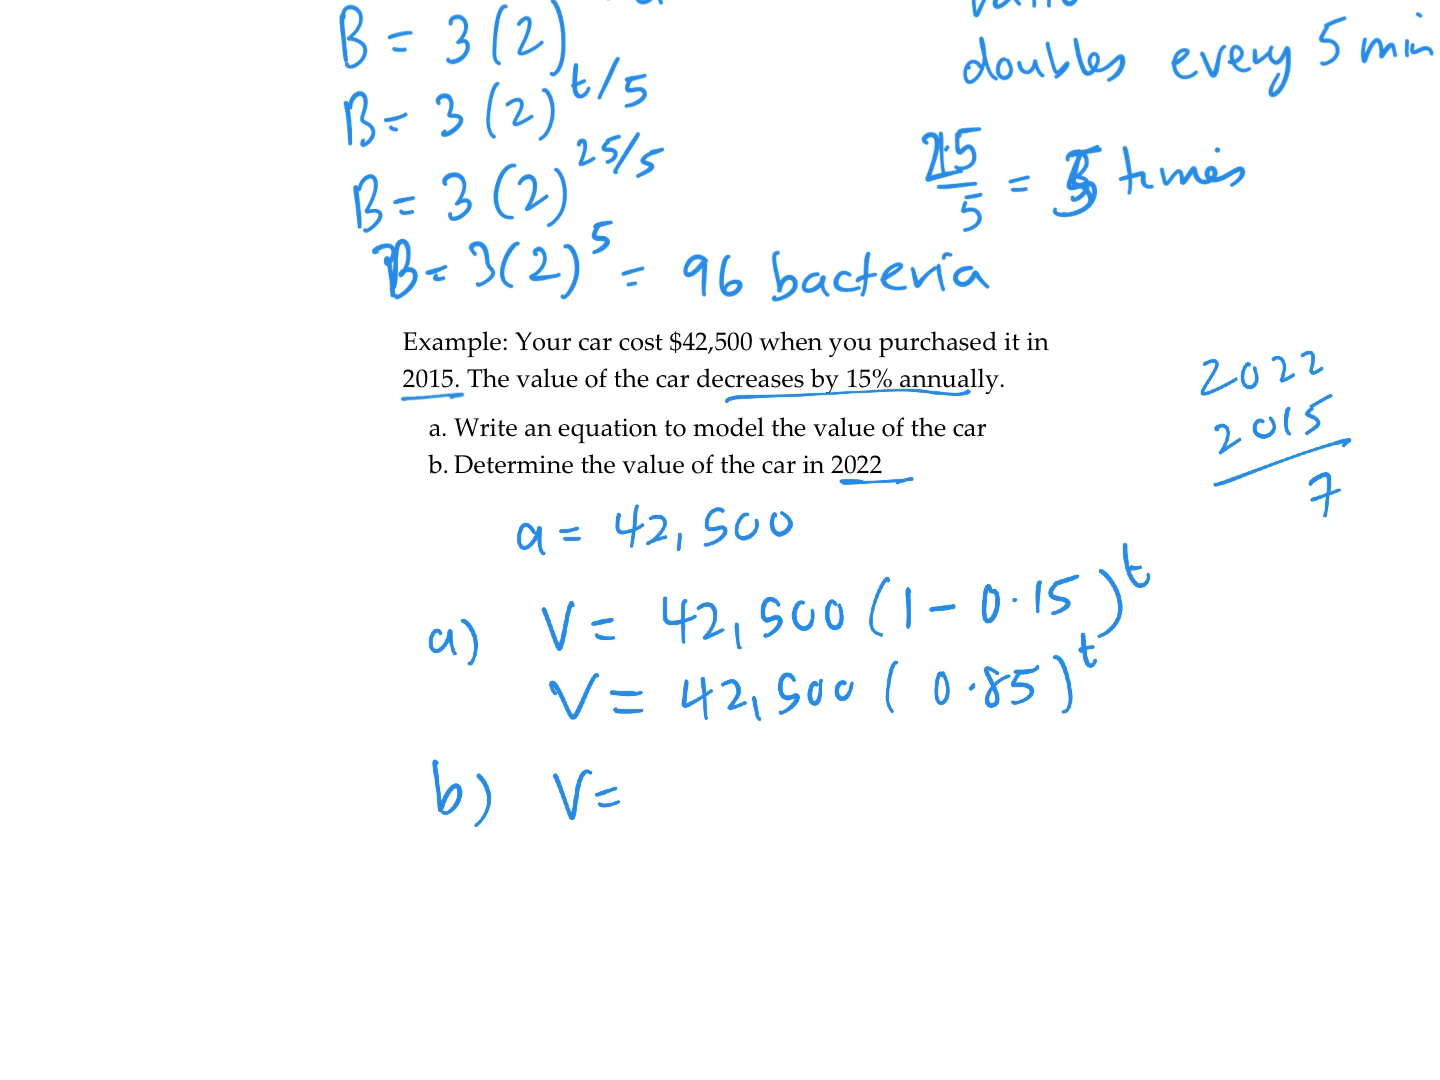 B = 3 (2)
doubles every 5 min
B = 3 (2)^t/5
B = 3 (2)^25/5
25/5 = 5 times
B = 3(2)^5 = 96 bacteria
Example: Your car cost $42,500 when you purchased it in
2015. The value of the car decreases by 15% annually.
a. Write an equation to model the value of the car
b. Determine the value of the car in 2022
2022
2015
7
a = 42,500
a) V = 42,500 (1 - 0.15)^t
V = 42,500 ( 0.85)^t
b) V =